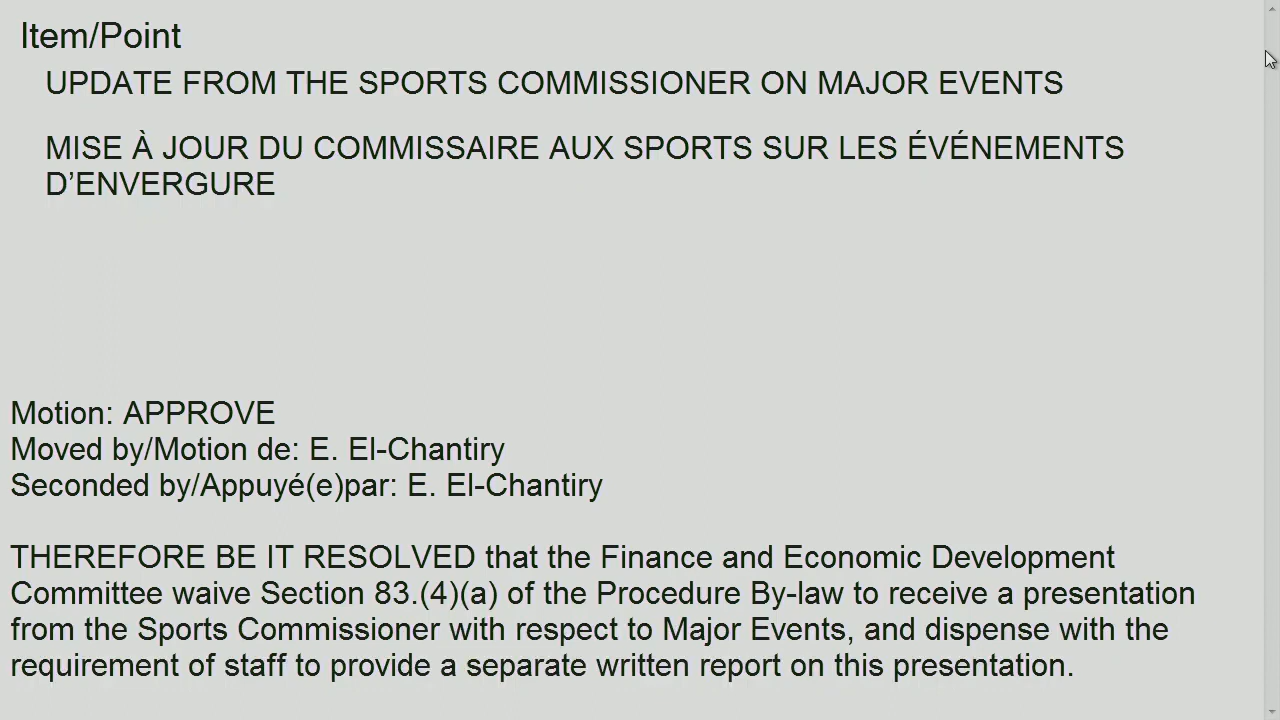 Item/Point
UPDATE FROM THE SPORTS COMMISSIONER ON MAJOR EVENTS
MISE À JOUR DU COMMISSAIRE AUX SPORTS SUR LES ÉVÉNEMENTS
D’ENVERGURE
Motion: APPROVE
Moved by/Motion de: E. El-Chantiry
Seconded by/Appuyé(e)par: E. El-Chantiry
THEREFORE BE IT RESOLVED that the Finance and Economic Development
Committee waive Section 83.(4)(a) of the Procedure By-law to receive a presentation
from the Sports Commissioner with respect to Major Events, and dispense with the
requirement of staff to provide a separate written report on this presentation.